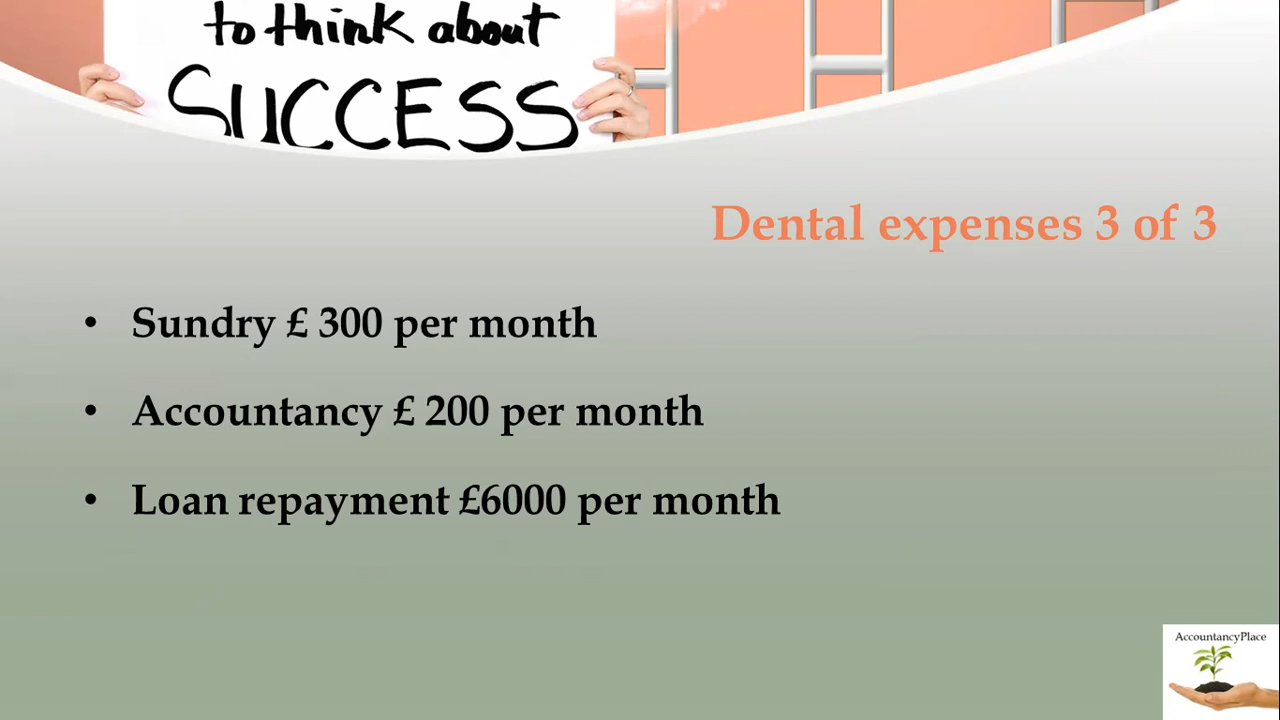 to think about
SUCCESS
Dental expenses 3 of 3
• Sundry £ 300 per month
• Accountancy £ 200 per month
• Loan repayment £6000 per month
AccountancyPlace